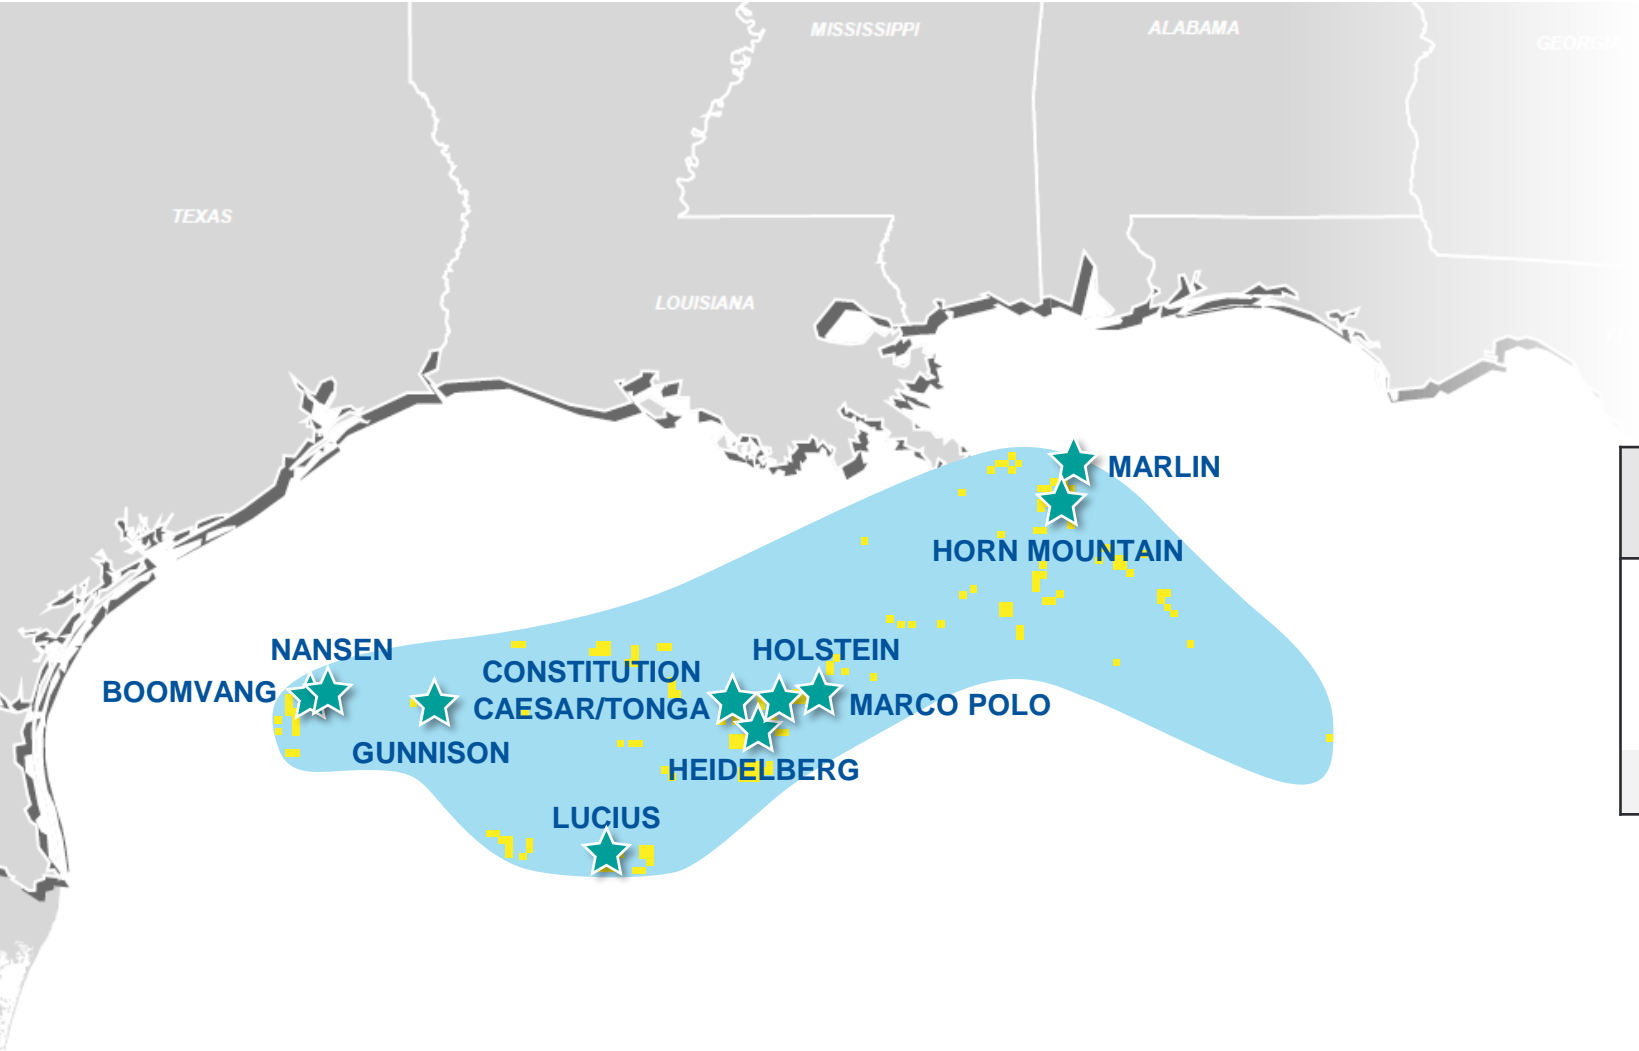 MISSISSIPPI
ALABAMA
GEORGIA
TEXAS
LOUISIANA
MARLIN
HORN MOUNTAIN
NANSEN
HOLSTEIN
CONSTITUTION
BOOMVANG
CAESAR/TONGA
MARCO POLO
GUNNISON
HEIDELBERG
LUCIUS